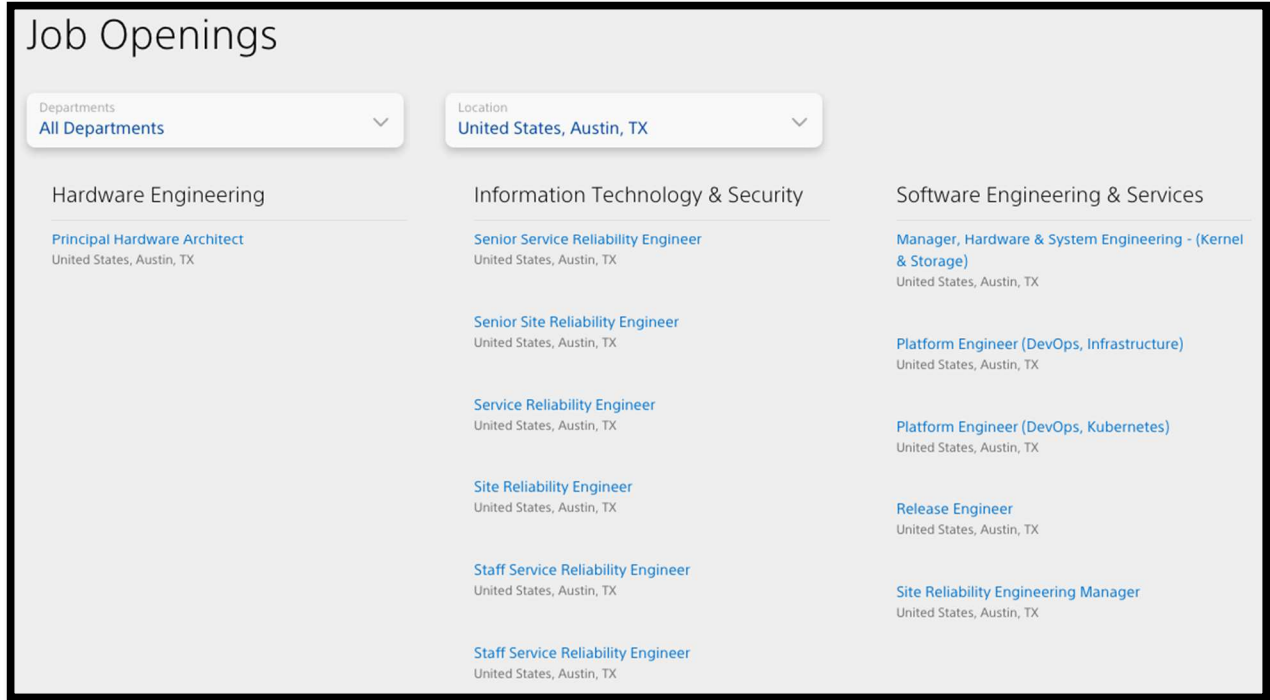 Job Openings
Departments
All Departments
Location
United States, Austin, TX
Hardware Engineering
Principal Hardware Architect
United States, Austin, TX
Information Technology & Security
Senior Service Reliability Engineer
United States, Austin, TX
Senior Site Reliability Engineer
United States, Austin, TX
Service Reliability Engineer
United States, Austin, TX
Site Reliability Engineer
United States, Austin, TX
Staff Service Reliability Engineer
United States, Austin, TX
Staff Service Reliability Engineer
United States, Austin, TX
Software Engineering & Services
Manager, Hardware & System Engineering - (Kernel
& Storage)
United States, Austin, TX
Platform Engineer (DevOps, Infrastructure)
United States, Austin, TX
Platform Engineer (DevOps, Kubernetes)
United States, Austin, TX
Release Engineer
United States, Austin, TX
Site Reliability Engineering Manager
United States, Austin, TX